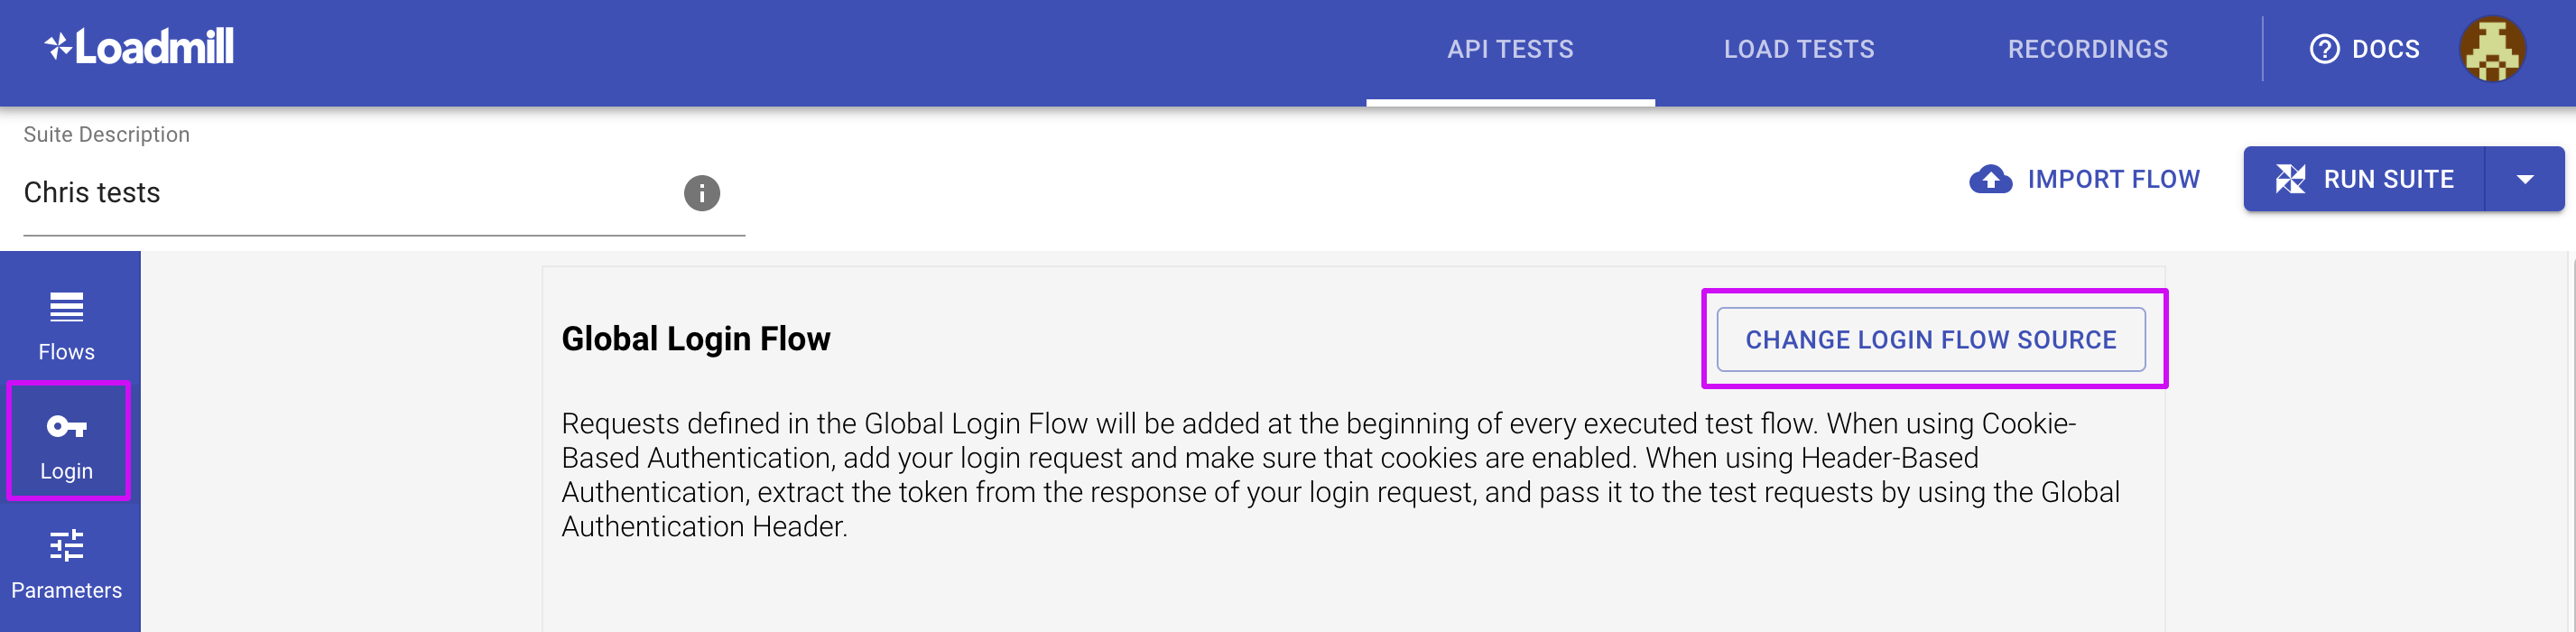 Loadmill
API TESTS
LOAD TESTS
RECORDINGS
DOCS
Suite Description
Chris tests
IMPORT FLOW
RUN SUITE
Flows
Login
Parameters
Global Login Flow
CHANGE LOGIN FLOW SOURCE
Requests defined in the Global Login Flow will be added at the beginning of every executed test flow. When using Cookie-
Based Authentication, add your login request and make sure that cookies are enabled. When using Header-Based
Authentication, extract the token from the response of your login request, and pass it to the test requests by using the Global
Authentication Header.